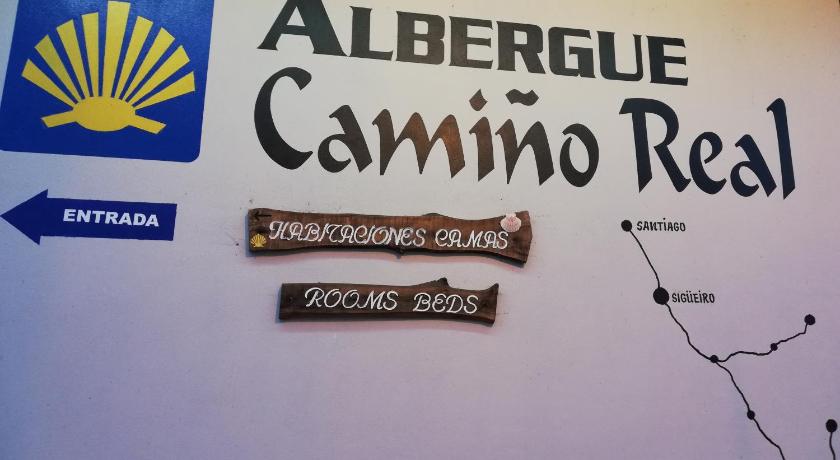 ALBERGUE
Camiño Real
ENTRADA
HABITACIONES CAMAS
ROOMS BEDS
SANTIAGO
SIGÜEIRO